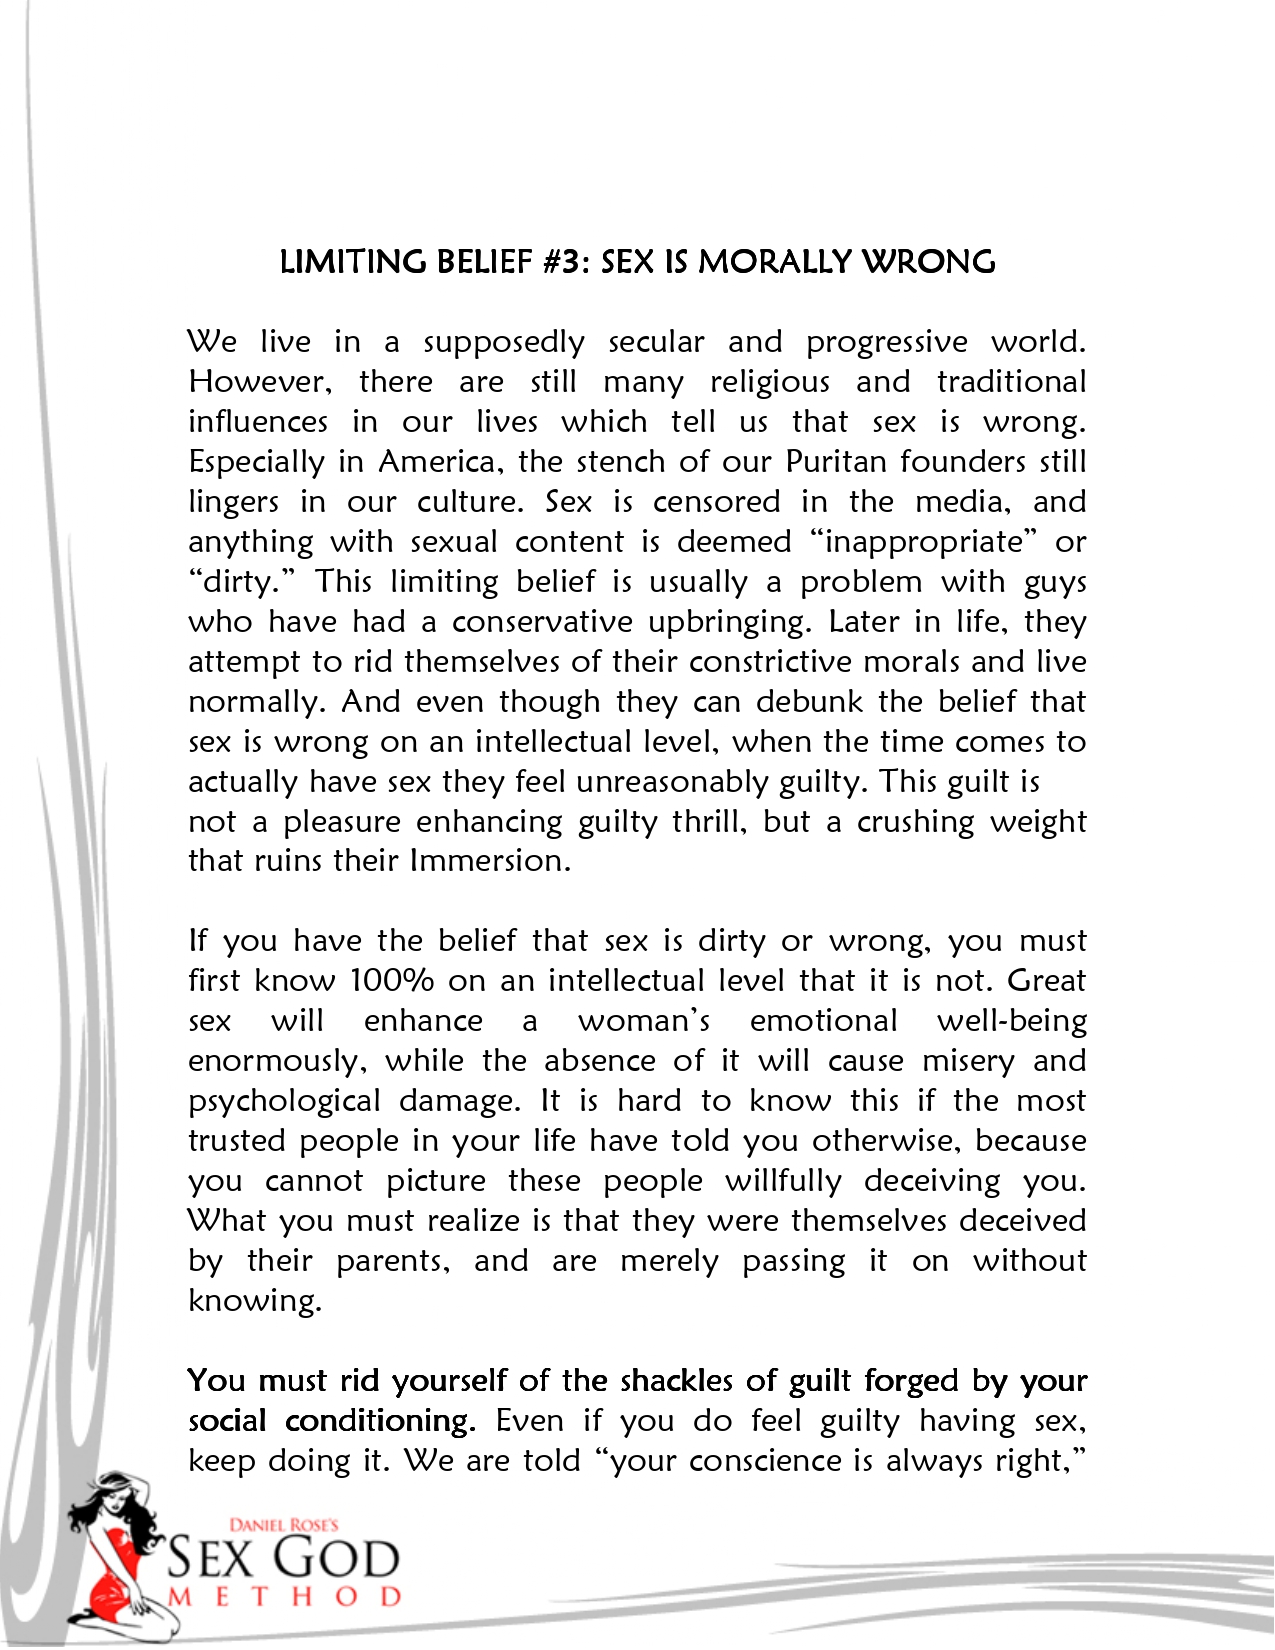 LIMITING BELIEF #3: SEX IS MORALLY WRONG
We live in a supposedly secular and progressive world.
However, there are still many religious and traditional
influences in our lives which tell us that sex is wrong.
Especially in America, the stench of our Puritan founders still
lingers in our culture. Sex is censored in the media, and
anything with sexual content is deemed “inappropriate” or
“dirty.” This limiting belief is usually a problem with guys
who have had a conservative upbringing. Later in life, they
attempt to rid themselves of their constrictive morals and live
normally. And even though they can debunk the belief that
sex is wrong on an intellectual level, when the time comes to
actually have sex they feel unreasonably guilty. This guilt is
not a pleasure enhancing guilty thrill, but a crushing weight
that ruins their Immersion.
If you have the belief that sex is dirty or wrong, you must
first know 100% on an intellectual level that it is not. Great
sex will enhance a woman’s emotional well-being
enormously, while the absence of it will cause misery and
psychological damage. It is hard to know this if the most
trusted people in your life have told you otherwise, because
you cannot picture these people willfully deceiving you.
What you must realize is that they were themselves deceived
by their parents, and are merely passing it on without
knowing.
You must rid yourself of the shackles of guilt forged by your
social conditioning. Even if you do feel guilty having sex,
keep doing it. We are told “your conscience is always right,”
DANIEL ROSE'S
SEX GOD
METHOD